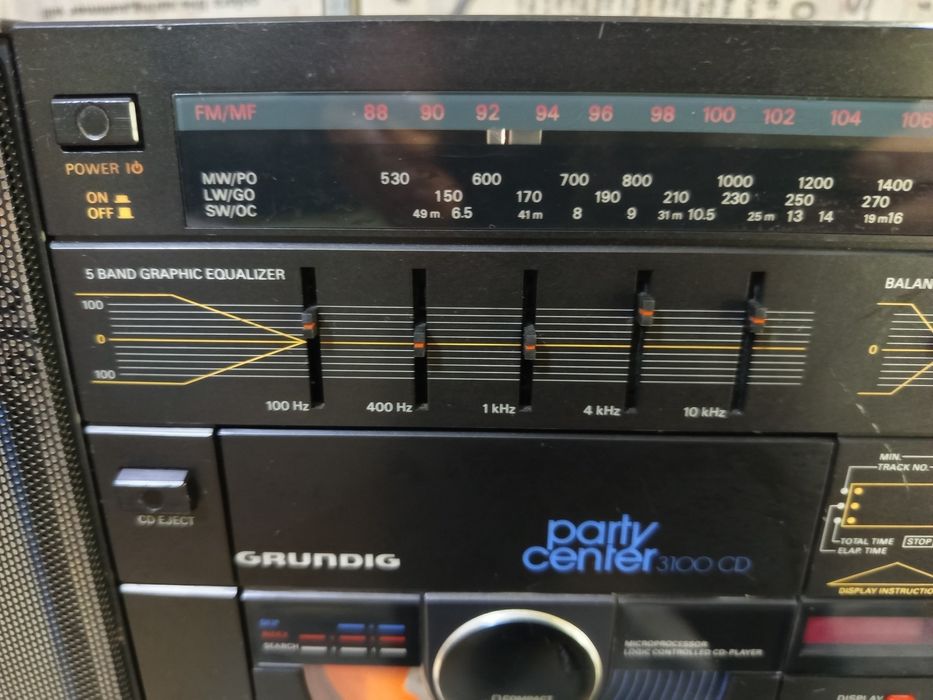 FM/MF 88 90 92 94 96 98 100 102 104 106
POWER I
ON
OFF
MW/PO 530 600 700 800 1000 1200 1400
LW/GO 150 170 190 210 230 250 270
SW/OC 49 m 6.5 41 m 8 9 31 m 10.5 25 m 13 14 19 m 16
5 BAND GRAPHIC EQUALIZER
BALAN
100
0
100
0
100 Hz 400 Hz 1 kHz 4 kHz 10 kHz
MIN.
TRACK NO.
CD EJECT
GRUNDIG
party
center 3100 CD
TOTAL TIME STOP
ELAP. TIME
DISPLAY INSTRUCTIO
SEARCH
MICROPROCESSOR
LOGIC CONTROLLED CD-PLAYER
COMPACT
DISPLAY